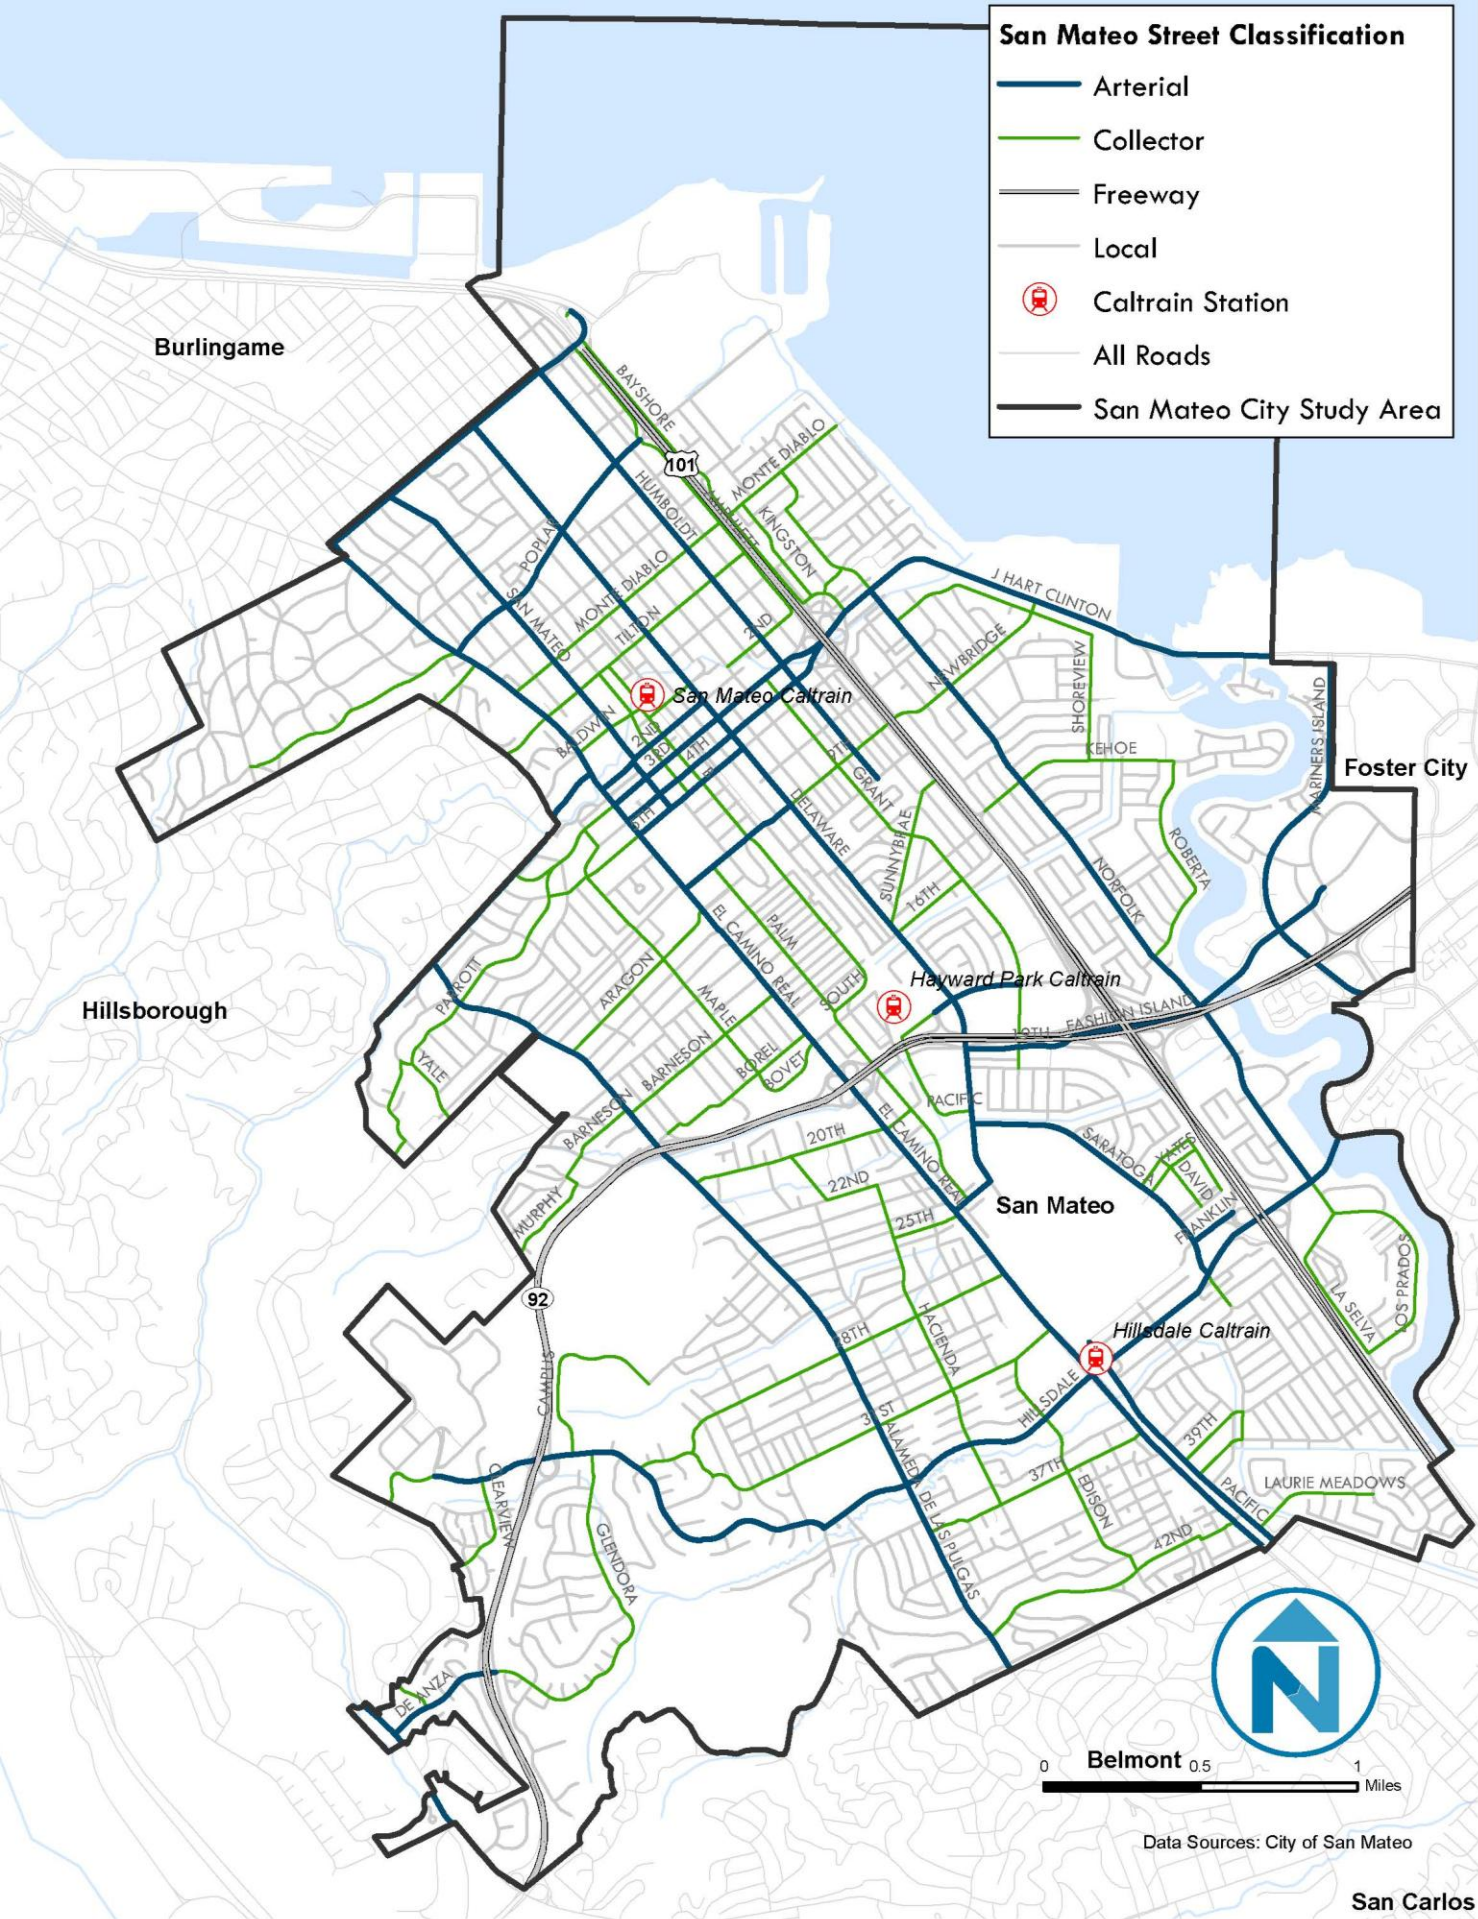 San Mateo Street Classification
Arterial
Collector
Freeway
Local
Caltrain Station
All Roads
San Mateo City Study Area
Burlingame
BAYSHORE
101
MONTE DIABLO
HUMBOLDT
KINGSTON
POPLAR
MONTE DIABLO
SAN MATEO
TILTON
2ND
J HART CLINTON
NEWBRIDGE
SHOREVIEW
San Mateo Caltrain
MARINERS ISLAND
BALDWIN
2ND
3RD
4TH
9TH
KEHOE
Foster City
GRANT
5TH
DELAWARE
SUNNYBRAE
ROBERTA
16TH
NORFOLK
PALM
EL CAMINO REAL
ARAGON
PARROTT
MAPLE
SOUTH
Hayward Park Caltrain
Hillsborough
19TH
FASHION ISLAND
YALE
BARNESON
BOREL
BOVET
BARNESON
PACIFIC
20TH
EL CAMINO REAL
SARATOGA
YATES
DAVID
22ND
San Mateo
MURPHY
25TH
FRANKLIN
92
LOS PRADOS
LA SELVA
HACIENDA
28TH
Hillsdale Caltrain
CAMPUS
HILLSDALE
31ST
39TH
ALAMEDA DE LAS PULGAS
37TH
EDISON
PACIFIC
LAURIE MEADOWS
CLEARVIEW
GLENDORA
42ND
DE ANZA
N
Belmont
0 0.5 1
Miles
Data Sources: City of San Mateo
San Carlos